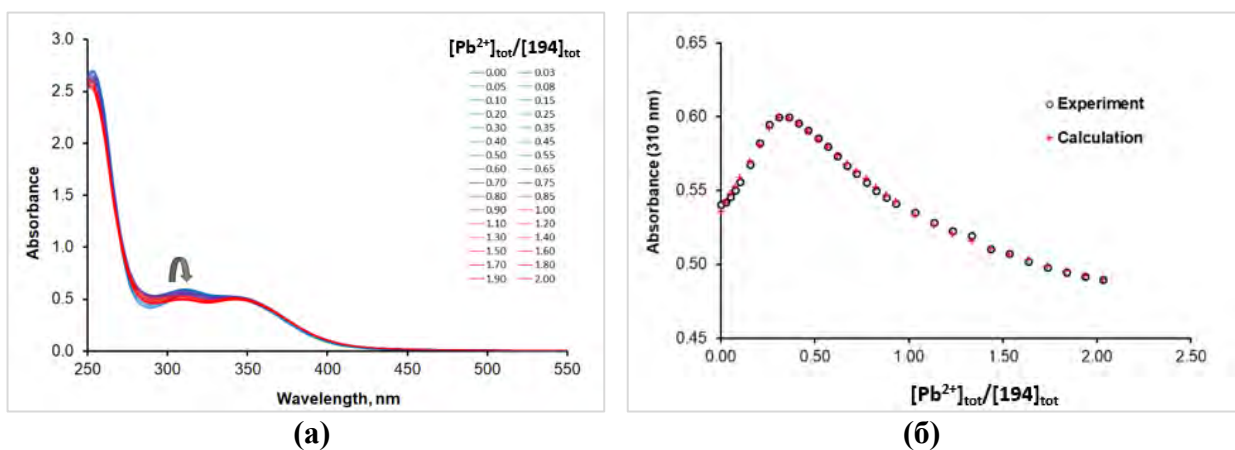 3.0
2.5
2.0
1.5
1.0
0.5
0.0
250 300 350 400 450 500 550
Absorbance
Wavelength, nm
[Pb²⁺]tot/[194]tot
0.00 0.03
0.05 0.08
0.10 0.15
0.20 0.25
0.30 0.35
0.40 0.45
0.50 0.55
0.60 0.65
0.70 0.75
0.80 0.85
0.90 1.00
1.10 1.20
1.30 1.40
1.50 1.60
1.70 1.80
1.90 2.00
(а)
0.65
0.60
0.55
0.50
0.45
0.00 0.50 1.00 1.50 2.00 2.50
Absorbance (310 nm)
Experiment
Calculation
[Pb²⁺]tot/[194]tot
(б)